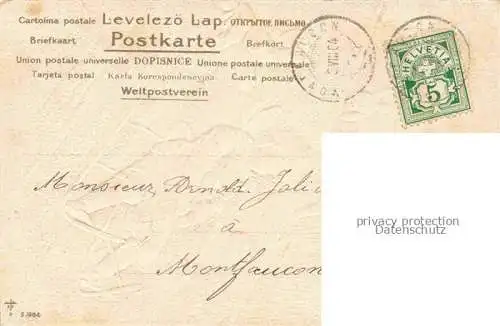 Cartolina postale Levelező Lap. ОТКРЫТОЕ ПИСЬМО
Briefkaart Postkarte Brefkort
Union postale universelle DOPISNICE Unione postale universale
Tarjeta postal Karta Korespondencyjna Carte postale
Weltpostverein
HELVETIA
5
Monsieur Arnold
à
Montfaucon
privacy protection
Datenschutz